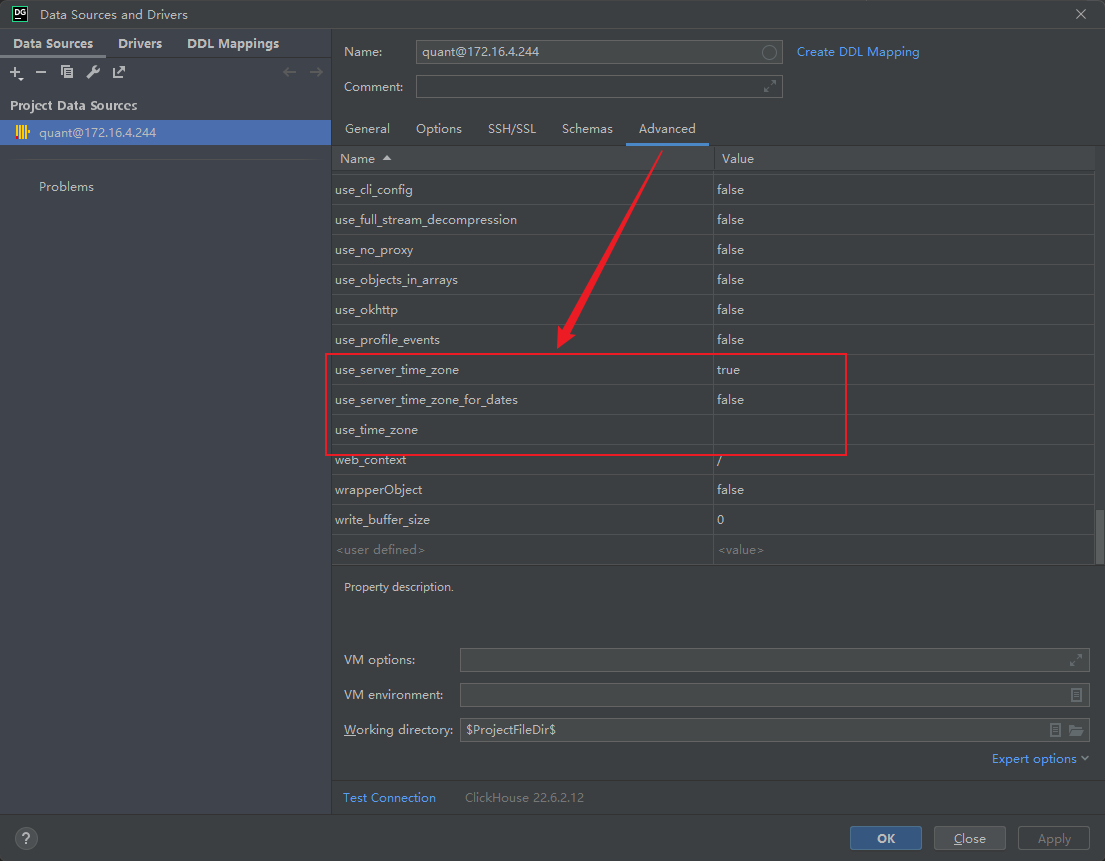 DG Data Sources and Drivers
Data Sources Drivers DDL Mappings
Project Data Sources
quant@172.16.4.244
Problems
Name: quant@172.16.4.244 Create DDL Mapping
Comment:
General Options SSH/SSL Schemas Advanced
Name Value
use_cli_config false
use_full_stream_decompression false
use_no_proxy false
use_objects_in_arrays false
use_okhttp false
use_profile_events false
use_server_time_zone true
use_server_time_zone_for_dates false
use_time_zone
web_context /
wrapperObject false
write_buffer_size 0
<user defined> <value>
Property description.
VM options:
VM environment:
Working directory: $ProjectFileDir$
Expert options
Test Connection ClickHouse 22.6.2.12
? OK Close Apply